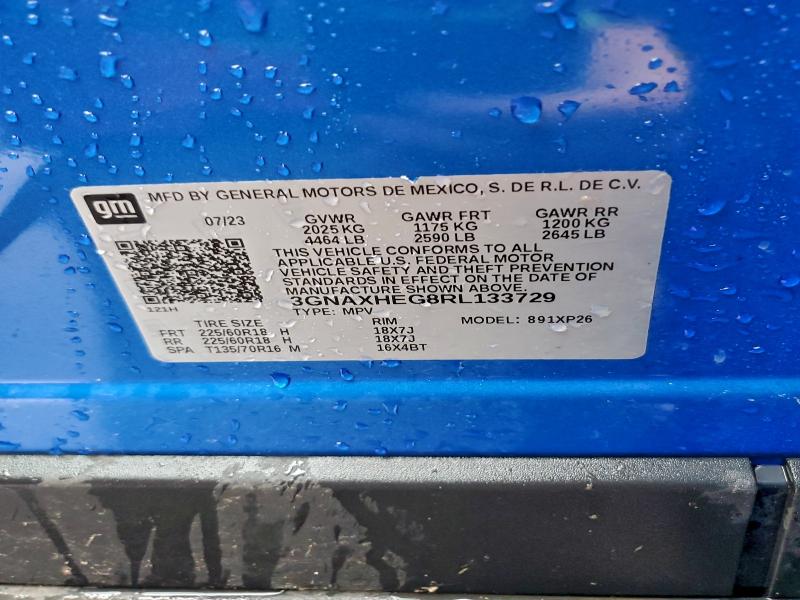 gm
MFD BY GENERAL MOTORS DE MEXICO, S. DE R.L. DE C.V.
07/23 GVWR GAWR FRT GAWR RR
2025 KG 1175 KG 1200 KG
4464 LB 2590 LB 2645 LB
THIS VEHICLE CONFORMS TO ALL
APPLICABLE U.S. FEDERAL MOTOR
VEHICLE SAFETY AND THEFT PREVENTION
STANDARDS IN EFFECT ON THE DATE OF
MANUFACTURE SHOWN ABOVE.
121H 3GNAXHEG8RL133729
TYPE: MPV MODEL: 891XP26
TIRE SIZE RIM
FRT 225/60R18 H 18X7J
RR 225/60R18 H 18X7J
SPA T135/70R16 M 16X4BT